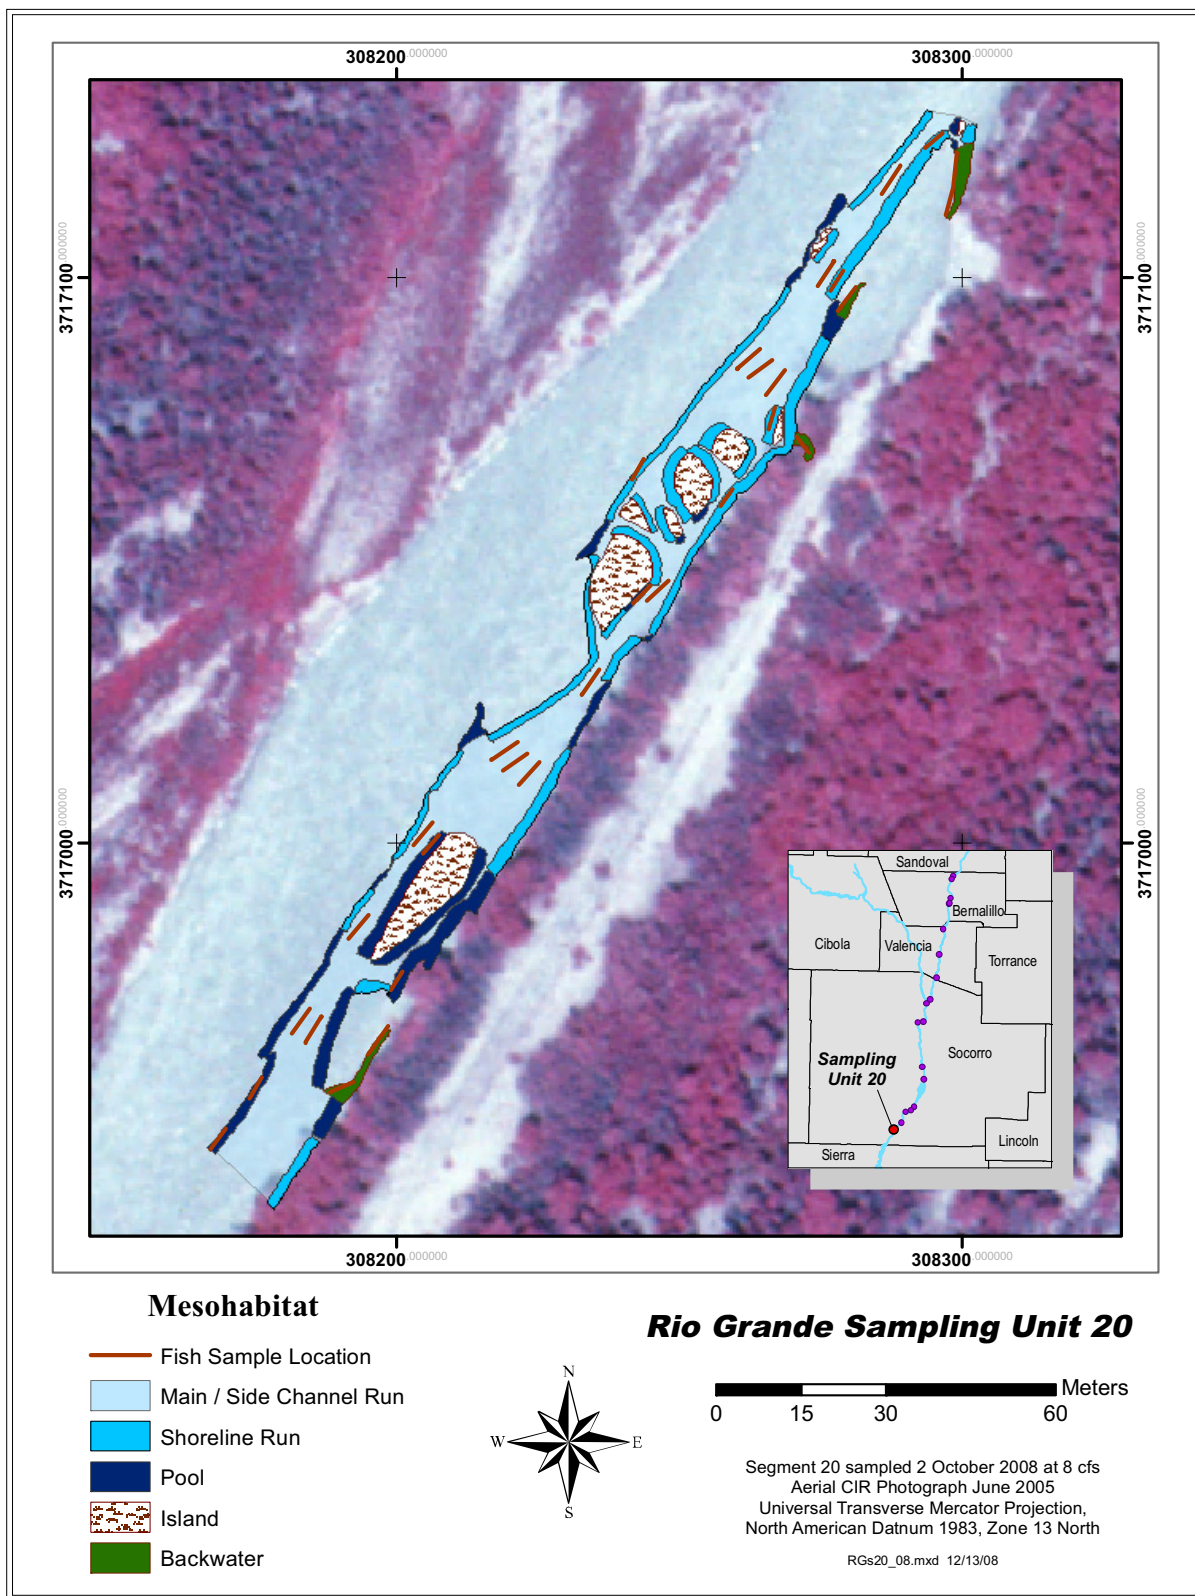 308200.000000
308300.000000
3717100.000000
3717100.000000
3717000.000000
3717000.000000
Sandoval
Bernalillo
Cibola
Valencia
Torrance
Socorro
Sampling
Unit 20
Lincoln
Sierra
308200.000000
308300.000000
Mesohabitat
Fish Sample Location
Main / Side Channel Run
Shoreline Run
Pool
Island
Backwater
N
W
E
S
Rio Grande Sampling Unit 20
Meters
0 15 30 60
Segment 20 sampled 2 October 2008 at 8 cfs
Aerial CIR Photograph June 2005
Universal Transverse Mercator Projection,
North American Datnum 1983, Zone 13 North
RGs20_08.mxd 12/13/08